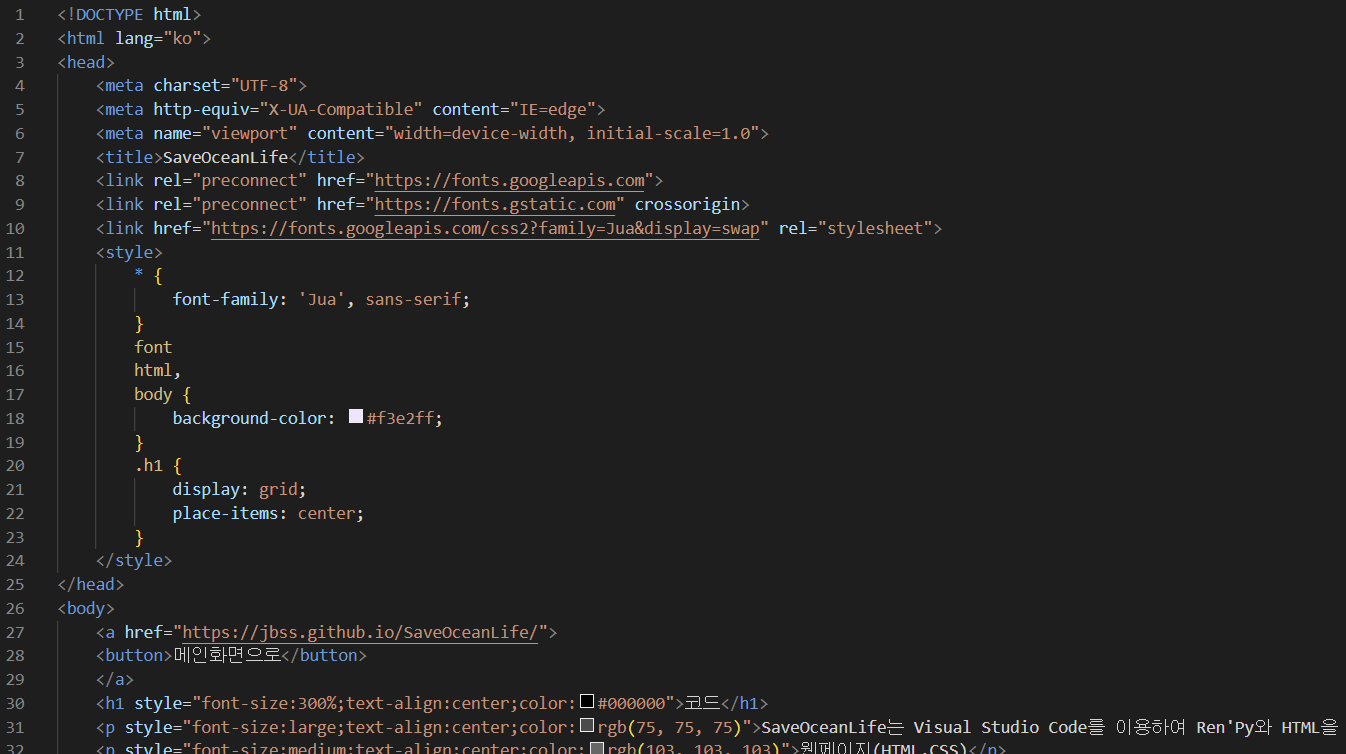 1 <!DOCTYPE html>
2 <html lang="ko">
3 <head>
4 <meta charset="UTF-8">
5 <meta http-equiv="X-UA-Compatible" content="IE=edge">
6 <meta name="viewport" content="width=device-width, initial-scale=1.0">
7 <title>SaveOceanLife</title>
8 <link rel="preconnect" href="https://fonts.googleapis.com">
9 <link rel="preconnect" href="https://fonts.gstatic.com" crossorigin>
10 <link href="https://fonts.googleapis.com/css2?family=Jua&display=swap" rel="stylesheet">
11 <style>
12 * {
13 font-family: 'Jua', sans-serif;
14 }
15 font
16 html,
17 body {
18 background-color: #f3e2ff;
19 }
20 .h1 {
21 display: grid;
22 place-items: center;
23 }
24 </style>
25 </head>
26 <body>
27 <a href="https://jbss.github.io/SaveOceanLife/">
28 <button>메인화면으로</button>
29 </a>
30 <h1 style="font-size:300%;text-align:center;color:#000000">코드</h1>
31 <p style="font-size:large;text-align:center;color:rgb(75, 75, 75)">SaveOceanLife는 Visual Studio Code를 이용하여 Ren'Py와 HTML을
32 <p style="font-size:medium;text-align:center;color:rgb(103, 103, 103)">웹페이지(HTML,CSS)</p>